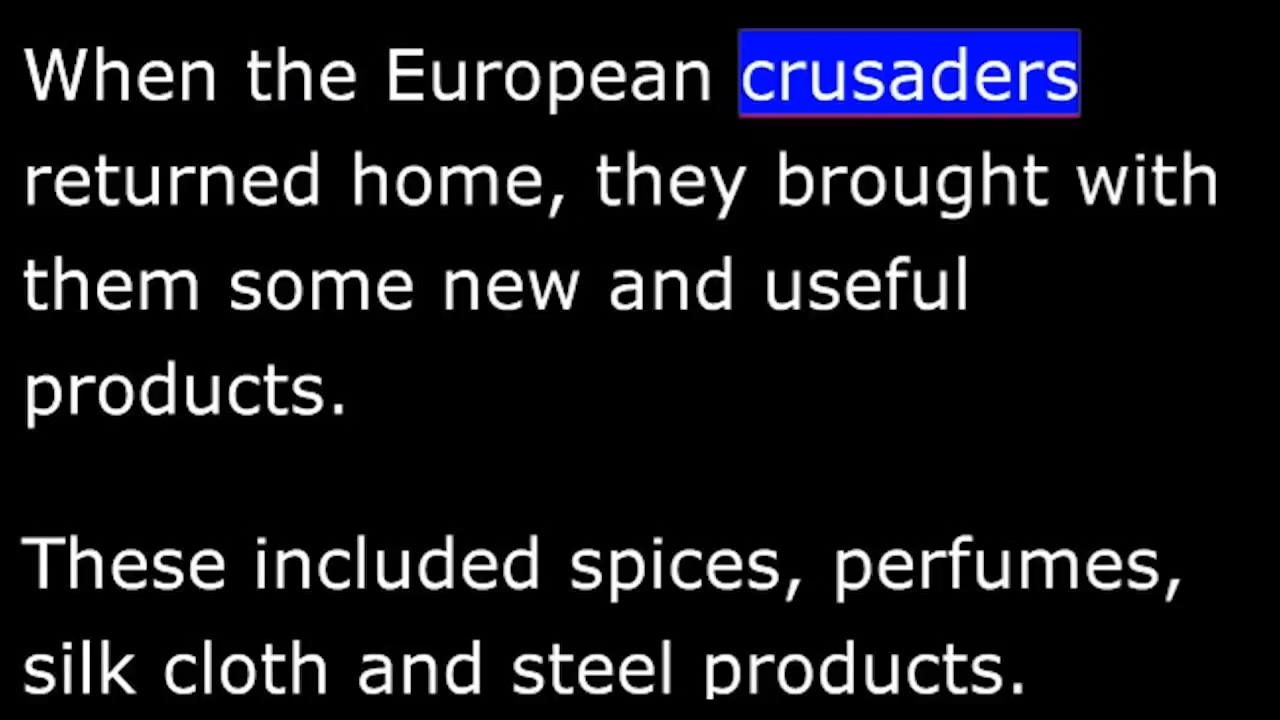 When the European crusaders
returned home, they brought with
them some new and useful
products.
These included spices, perfumes,
silk cloth and steel products.